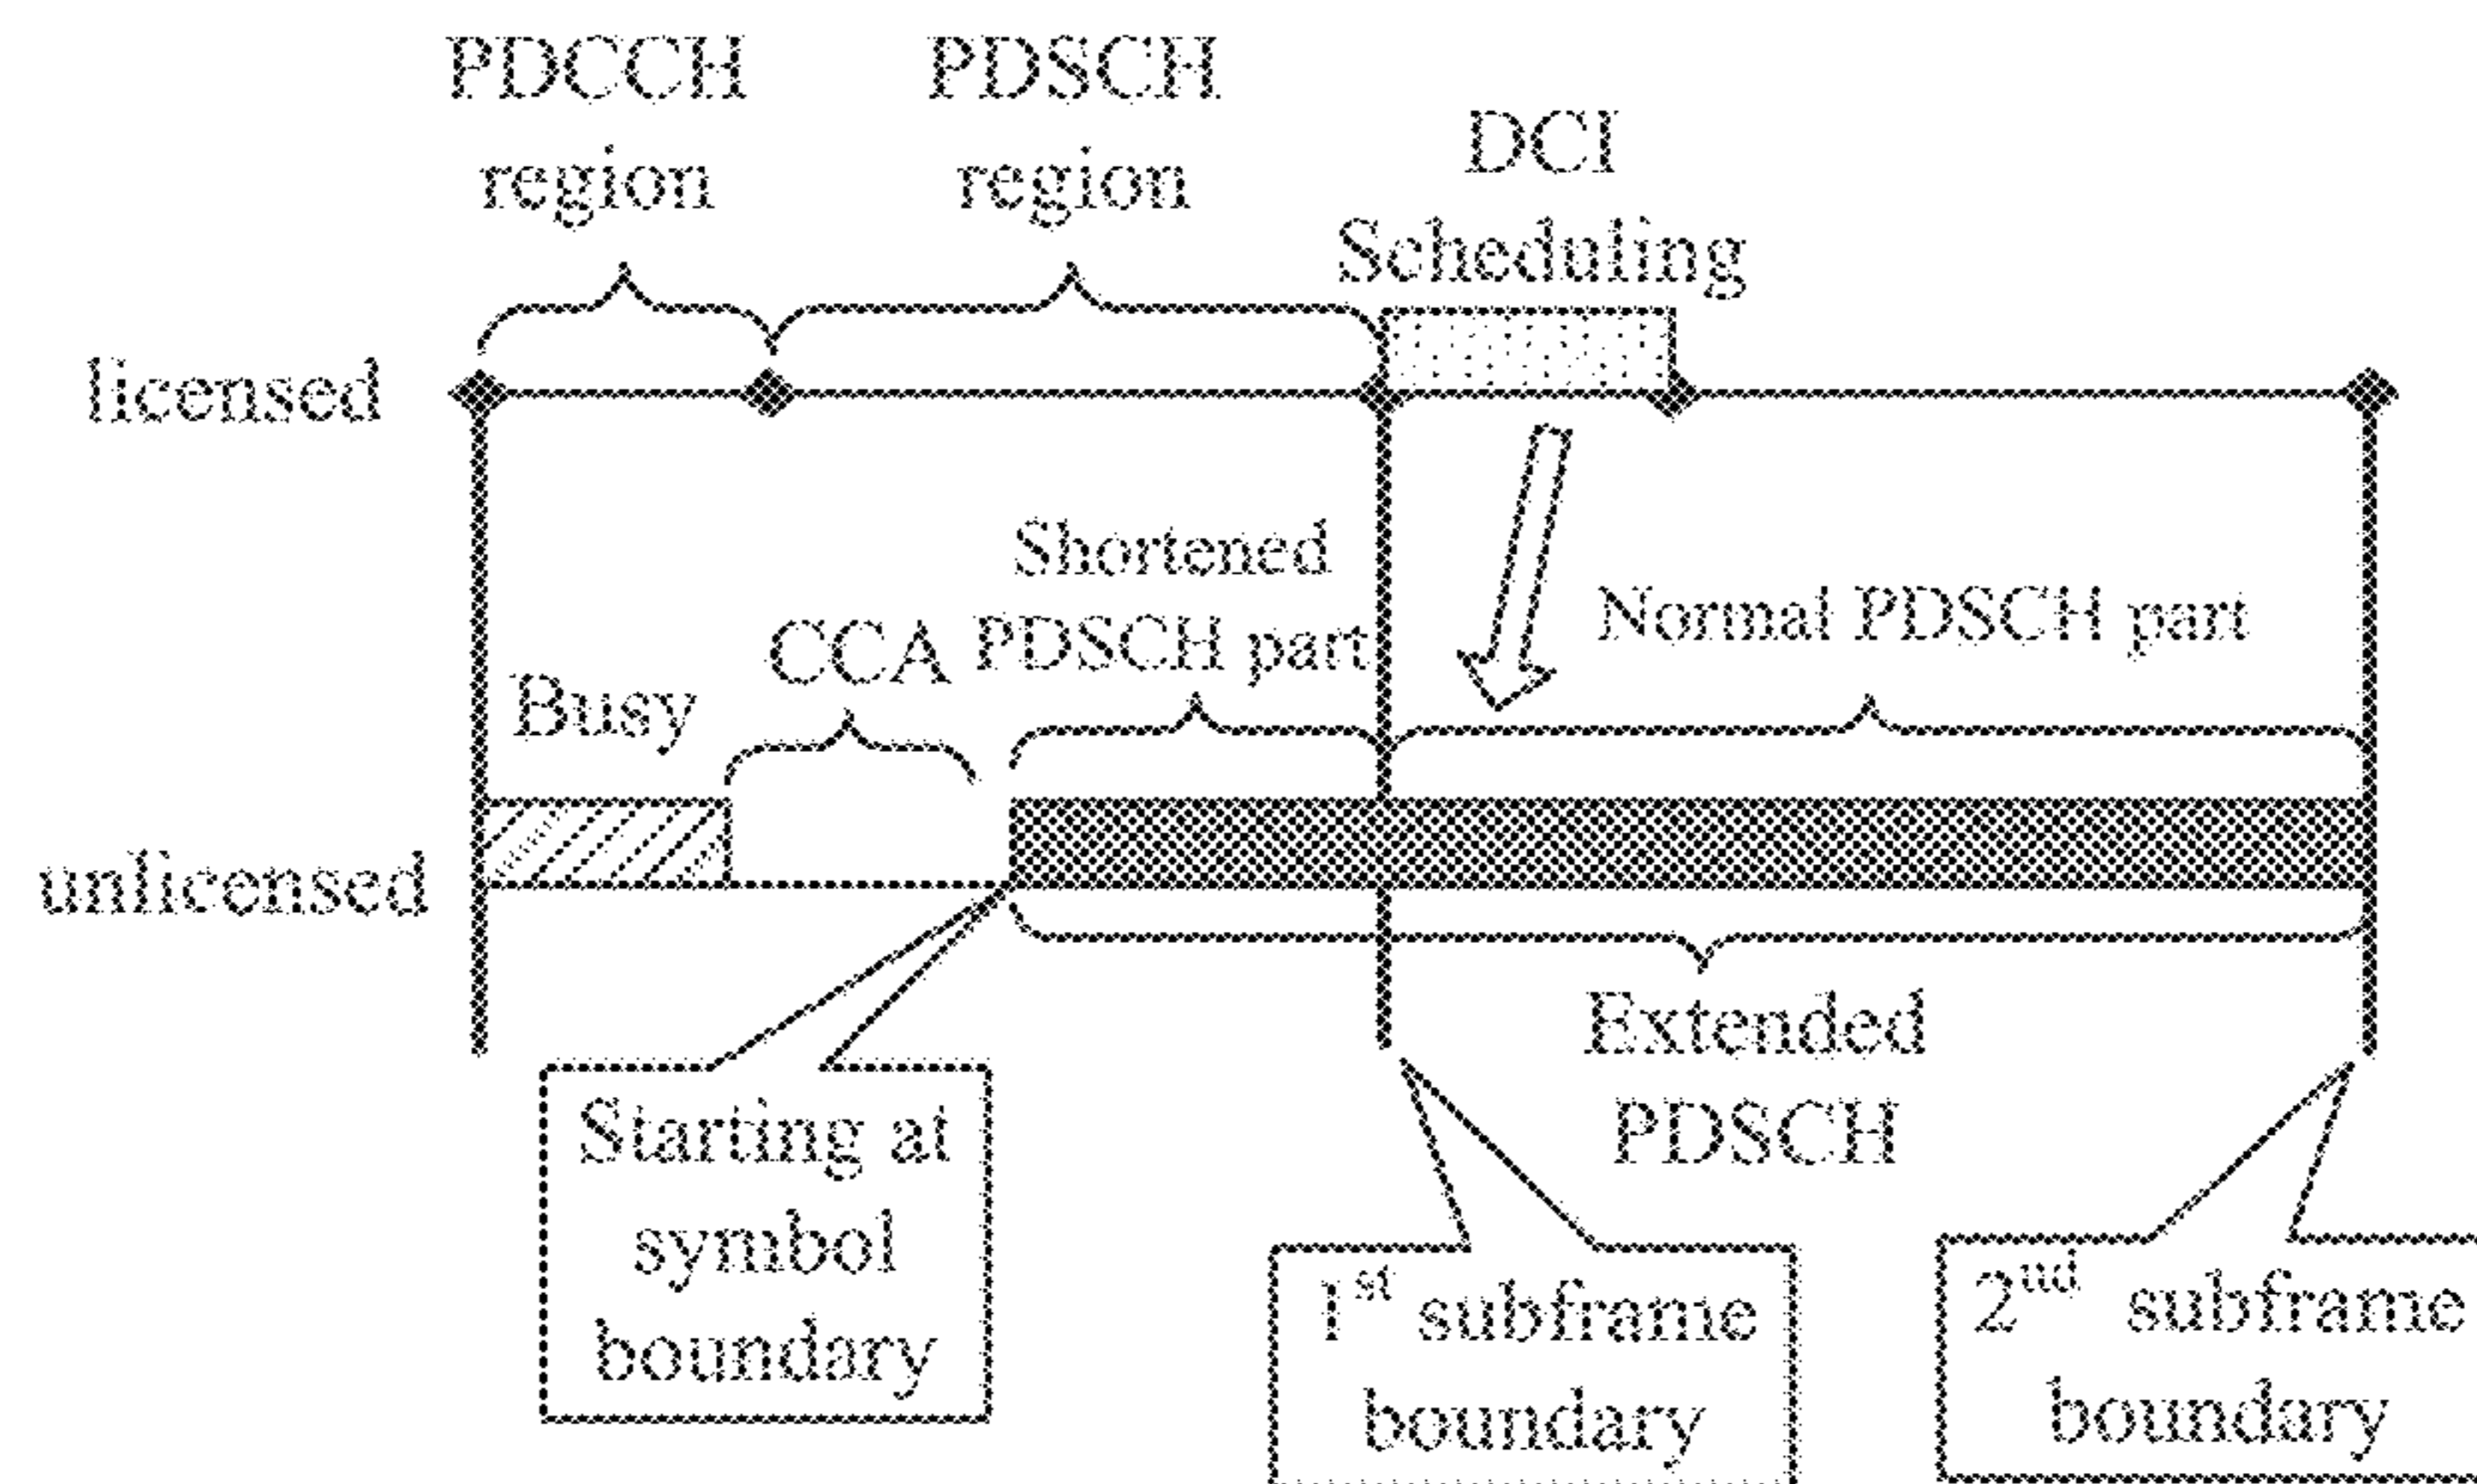 PDCCH
region
PDSCH
region
DCI
Scheduling
licensed
Shortened
PDSCH part
CCA
Busy
Normal PDSCH part
unlicensed
Extended
PDSCH
Starting at
symbol
boundary
1st subframe
boundary
2nd subframe
boundary